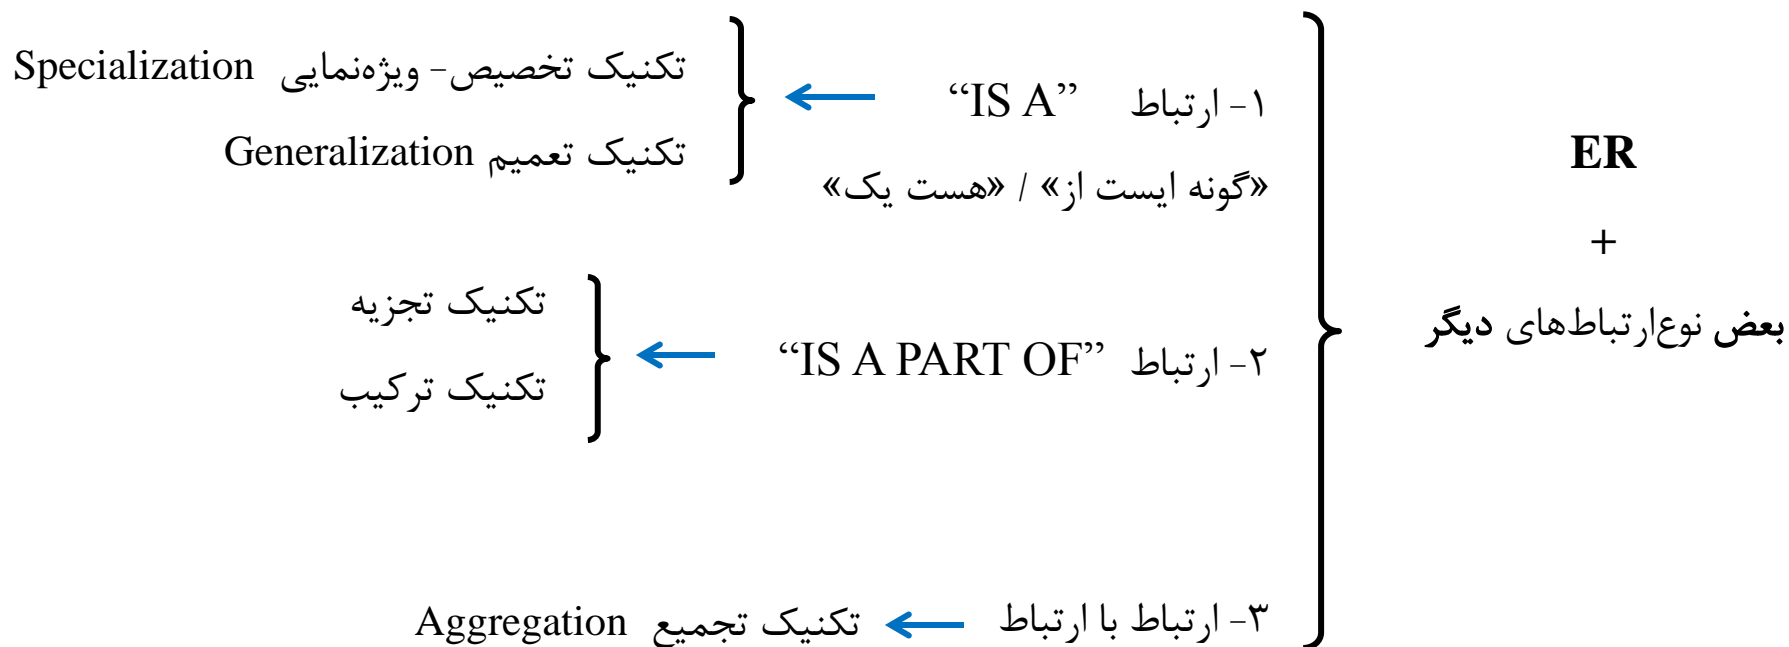 ER
+
بعض نوع‌ارتباط‌های دیگر
۱- ارتباط “IS A”
«گونه ایست از» / «هست یک»
تکنیک تخصیص- ویژه‌نمایی Specialization
تکنیک تعمیم Generalization
۲- ارتباط “IS A PART OF”
تکنیک تجزیه
تکنیک ترکیب
۳- ارتباط با ارتباط
تکنیک تجمیع Aggregation